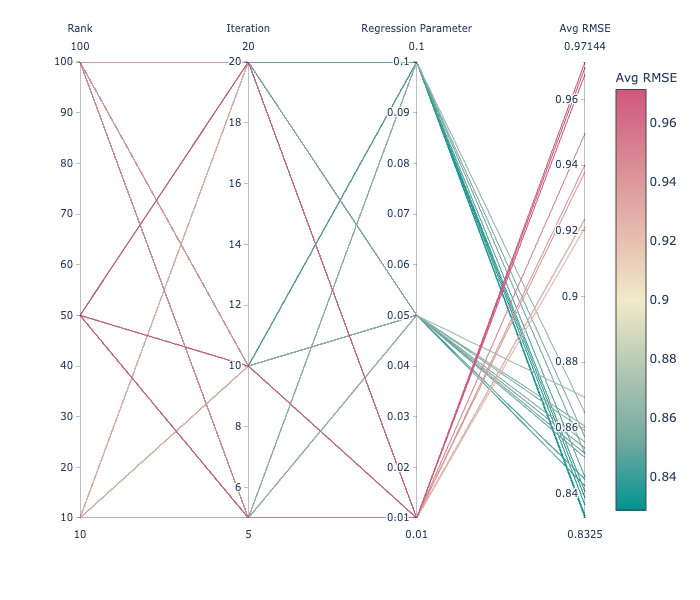 Rank Iteration Regression Parameter Avg RMSE
100 20 0.1 0.97144
100 20 0.1
Avg RMSE
90 18 0.09 0.96
80 16 0.08 0.94
70 14 0.07 0.92
60 12 0.06 0.9
50 10 0.05 0.88
40 8 0.04 0.86
30 6 0.03 0.84
20 0.02
10 0.01
10 5 0.01 0.8325
0.96
0.94
0.92
0.9
0.88
0.86
0.84